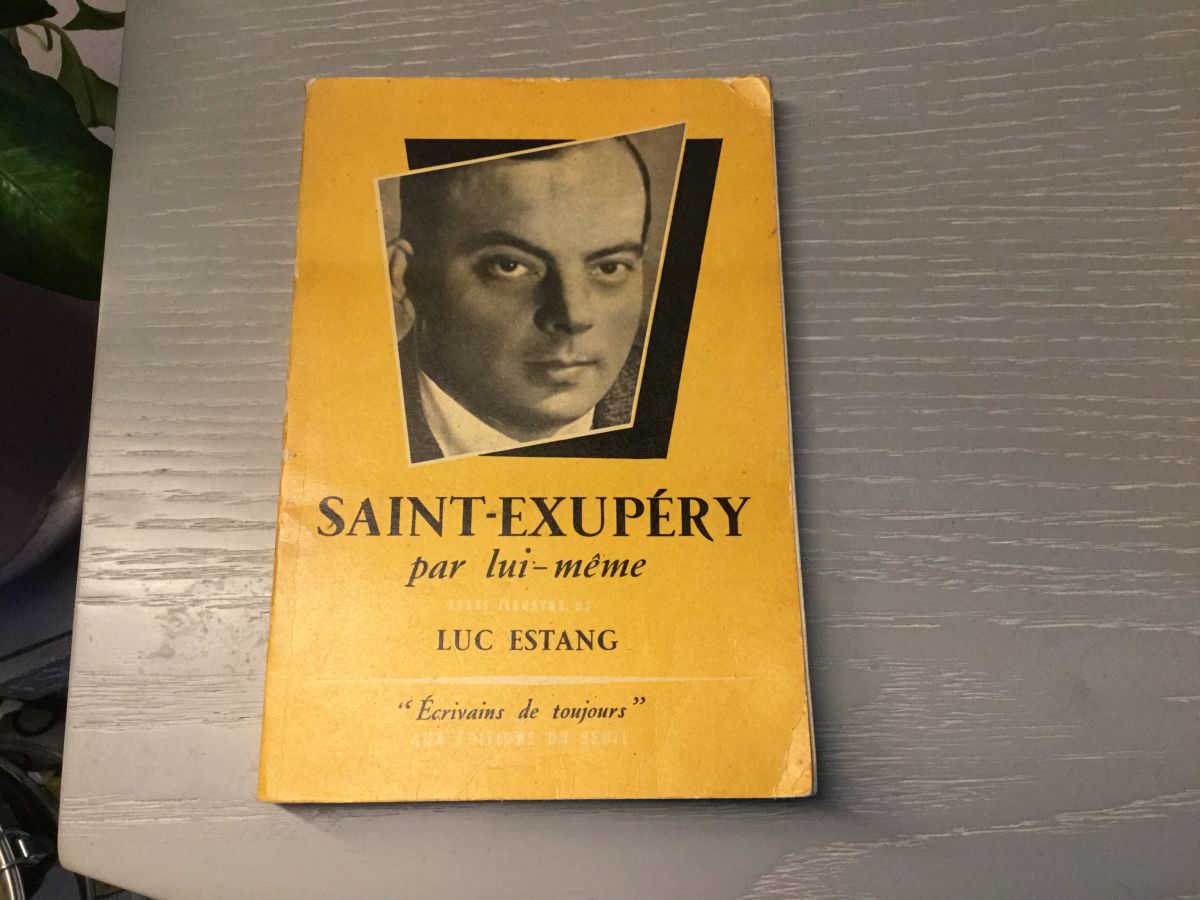 SAINT-EXUPÉRY
par lui-même
ESSAI ILLUSTRÉ DE
LUC ESTANG
“Écrivains de toujours”
AUX ÉDITIONS DU SEUIL